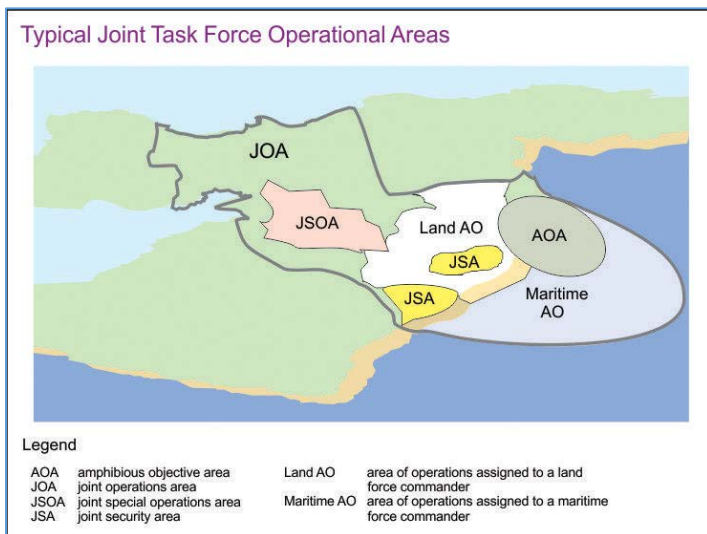 Typical Joint Task Force Operational Areas
JOA
JSOA
Land AO
AOA
JSA
JSA
Maritime
AO
Legend
AOA amphibious objective area
JOA joint operations area
JSOA joint special operations area
JSA joint security area
Land AO area of operations assigned to a land
force commander
Maritime AO area of operations assigned to a maritime
force commander